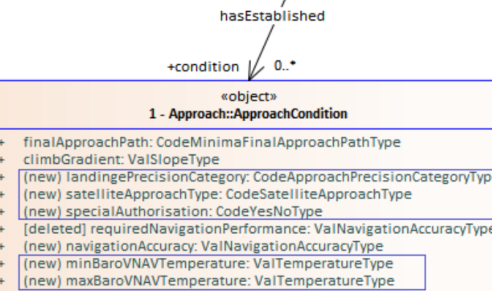 hasEstablished
+condition 0..*
«object»
1 - Approach::ApproachCondition
+ finalApproachPath: CodeMinimaFinalApproachPathType
+ climbGradient: ValSlopeType
+ (new) landingePrecisionCategory: CodeApproachPrecisionCategoryTyp
+ (new) satelliteApproachType: CodeSatelliteApproachType
+ (new) specialAuthorisation: CodeYesNoType
+ [deleted] requiredNavigationPerformance: ValNavigationAccuracyType
+ (new) navigationAccuracy: ValNavigationAccuracyType
+ (new) minBaroVNAVTemperature: ValTemperatureType
+ (new) maxBaroVNAVTemperature: ValTemperatureType